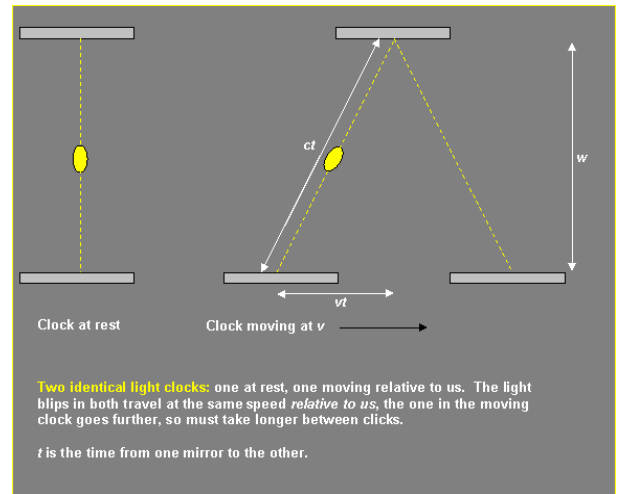 ct
w
vt
Clock at rest
Clock moving at v
Two identical light clocks: one at rest, one moving relative to us. The light
blips in both travel at the same speed relative to us, the one in the moving
clock goes further, so must take longer between clicks.
t is the time from one mirror to the other.